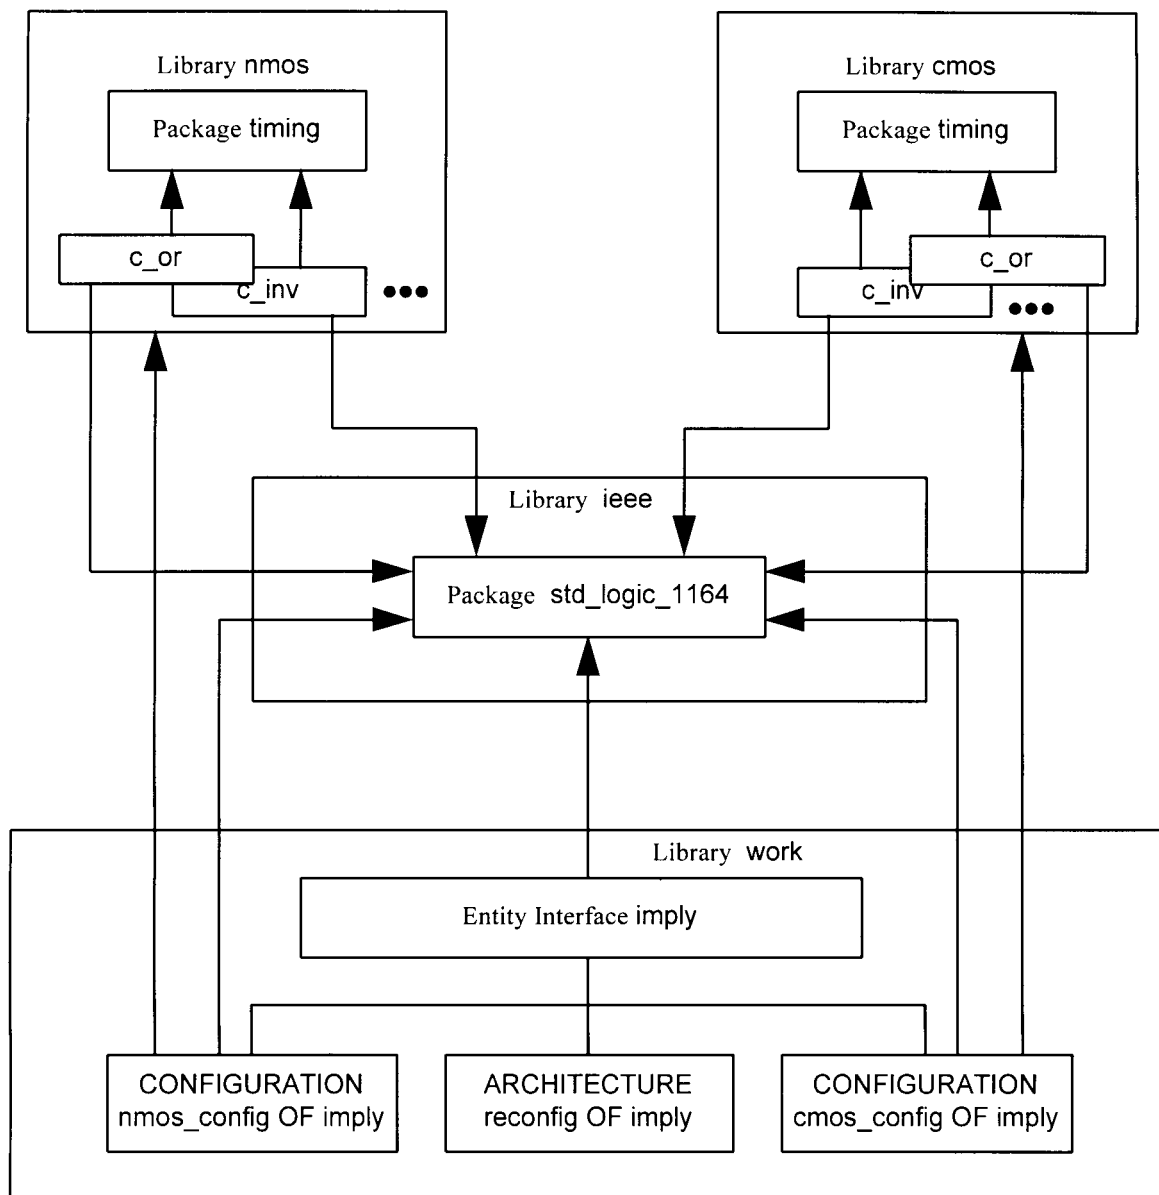 Library nmos
Package timing
c_or
c_inv
●●●
Library cmos
Package timing
c_or
c_inv
●●●
Library ieee
Package std_logic_1164
Library work
Entity Interface imply
CONFIGURATION
nmos_config OF imply
ARCHITECTURE
reconfig OF imply
CONFIGURATION
cmos_config OF imply